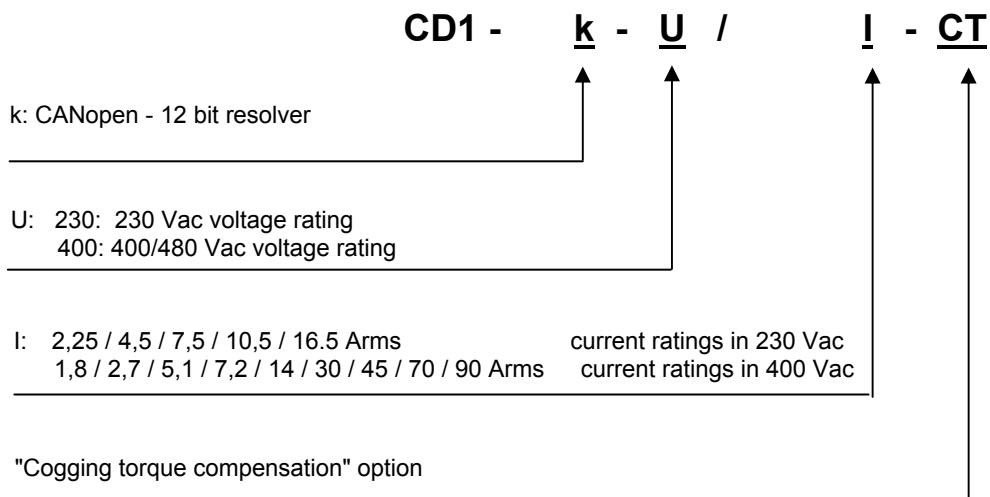 CD1 - k - U / I - CT
k: CANopen - 12 bit resolver
U: 230: 230 Vac voltage rating
400: 400/480 Vac voltage rating
I: 2,25 / 4,5 / 7,5 / 10,5 / 16.5 Arms current ratings in 230 Vac
1,8 / 2,7 / 5,1 / 7,2 / 14 / 30 / 45 / 70 / 90 Arms current ratings in 400 Vac
"Cogging torque compensation" option